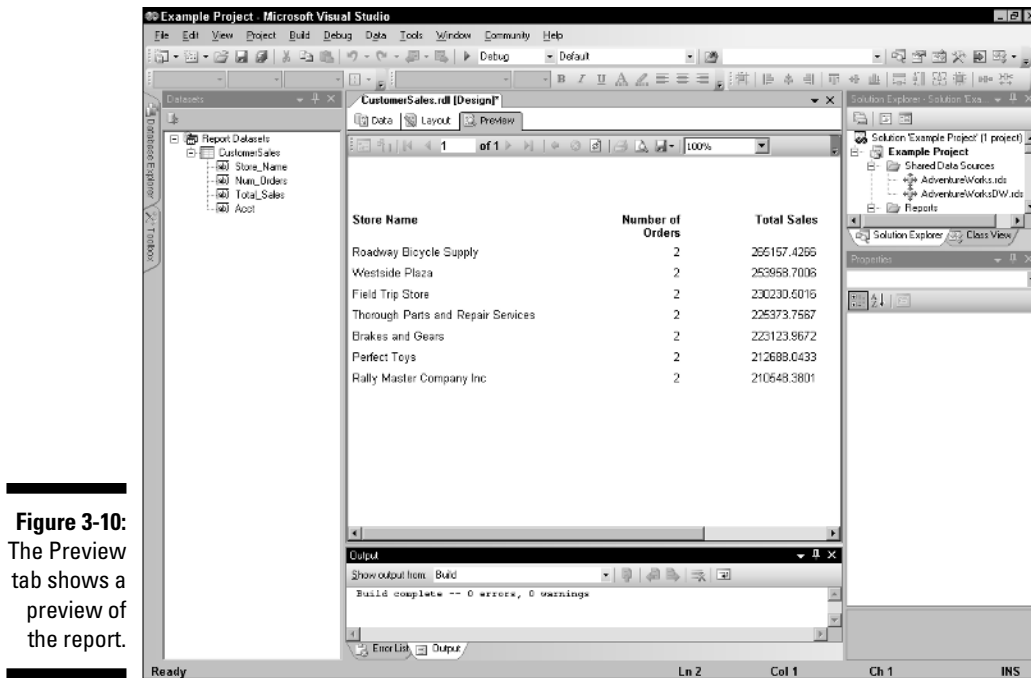 Example Project - Microsoft Visual Studio
File Edit View Project Build Debug Data Tools Window Community Help
Debug Default
B I U A
Datasets
Report Datasets
CustomerSales
Store_Name
Num_Orders
Total_Sales
Acct
Database Explorer
Toolbox
CustomerSales.rdl [Design]*
Data Layout Preview
1 of 1 100%
Store Name Number of Orders Total Sales
Roadway Bicycle Supply 2 265157.4266
Westside Plaza 2 253958.7006
Field Trip Store 2 230230.5016
Thorough Parts and Repair Services 2 225373.7567
Brakes and Gears 2 223123.9672
Perfect Toys 2 212688.0433
Rally Master Company Inc 2 210548.3801
Output
Show output from: Build
Build complete -- 0 errors, 0 warnings
Error List Output
Solution Explorer - Solution 'Exa...
Solution 'Example Project' (1 project)
Example Project
Shared Data Sources
AdventureWorks.rds
AdventureWorksDW.rds
Reports
Solution Explorer Class View
Properties
Ready Ln 2 Col 1 Ch 1 INS
Figure 3-10:
The Preview
tab shows a
preview of
the report.